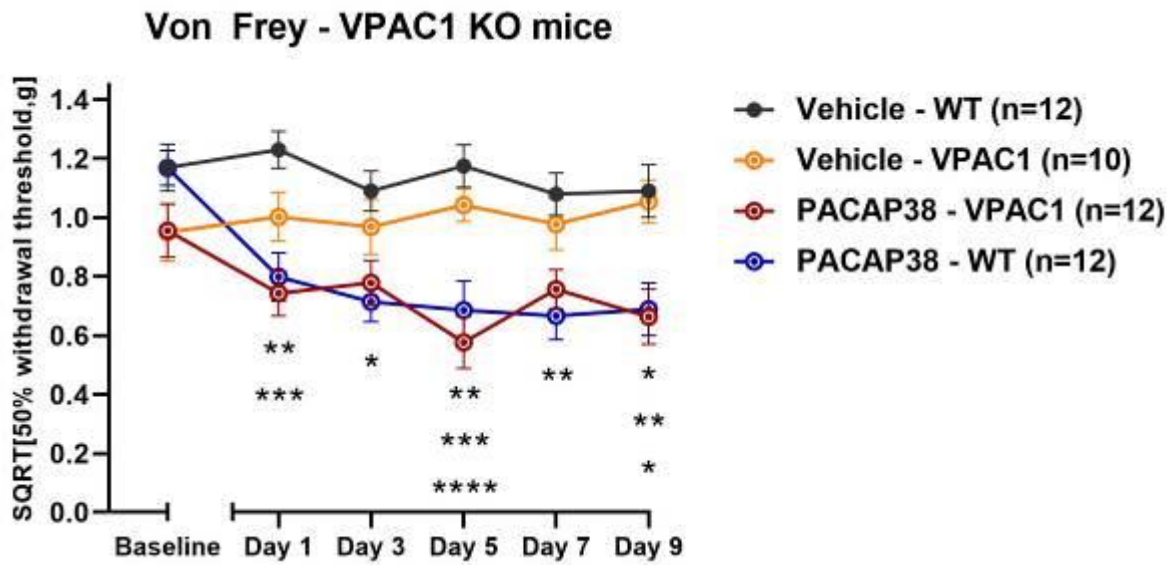 Von Frey - VPAC1 KO mice
SQRT[50% withdrawal threshold,g]
1.4
1.2
1.0
0.8
0.6
0.4
0.2
0.0
Baseline Day 1 Day 3 Day 5 Day 7 Day 9
** * ** ** *
*** *** **
**** *
Vehicle - WT (n=12)
Vehicle - VPAC1 (n=10)
PACAP38 - VPAC1 (n=12)
PACAP38 - WT (n=12)